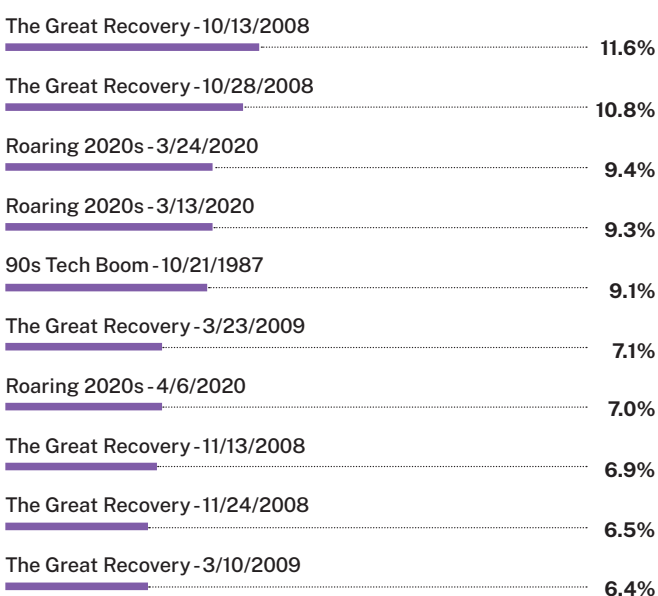 The Great Recovery - 10/13/2008
11.6%
The Great Recovery - 10/28/2008
10.8%
Roaring 2020s - 3/24/2020
9.4%
Roaring 2020s - 3/13/2020
9.3%
90s Tech Boom - 10/21/1987
9.1%
The Great Recovery - 3/23/2009
7.1%
Roaring 2020s - 4/6/2020
7.0%
The Great Recovery - 11/13/2008
6.9%
The Great Recovery - 11/24/2008
6.5%
The Great Recovery - 3/10/2009
6.4%